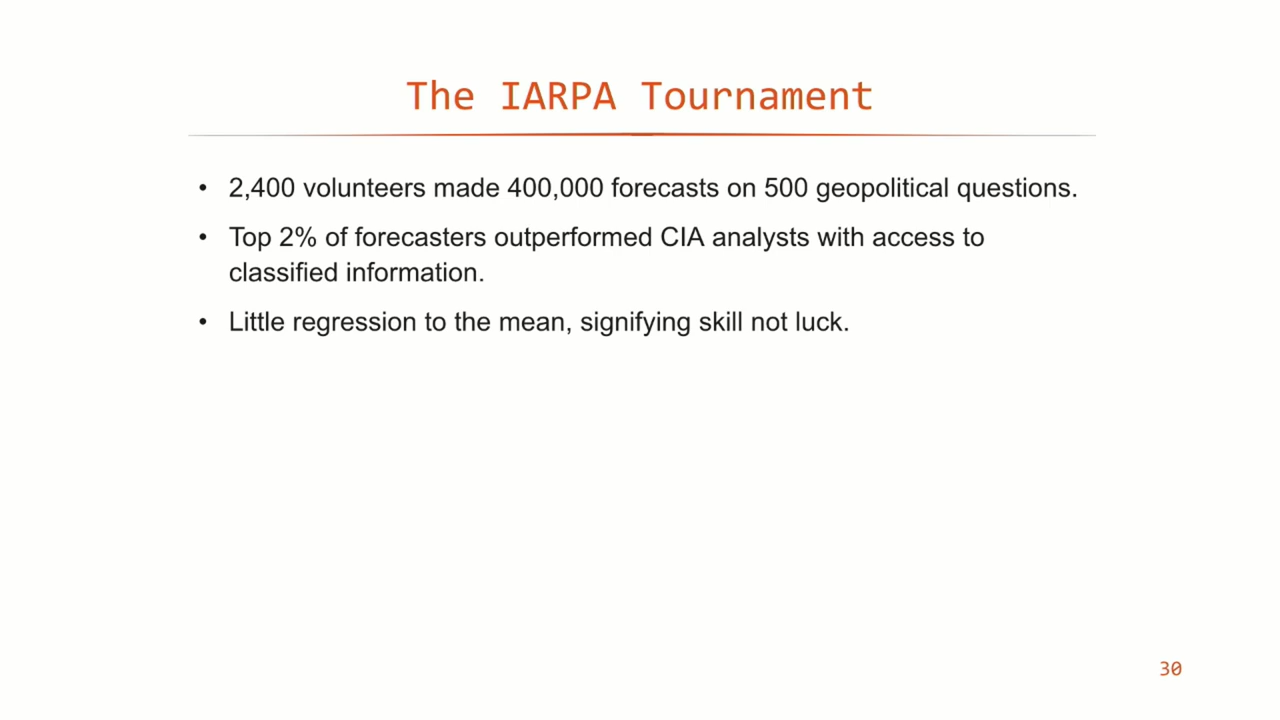 The IARPA Tournament
• 2,400 volunteers made 400,000 forecasts on 500 geopolitical questions.
• Top 2% of forecasters outperformed CIA analysts with access to
classified information.
• Little regression to the mean, signifying skill not luck.
30